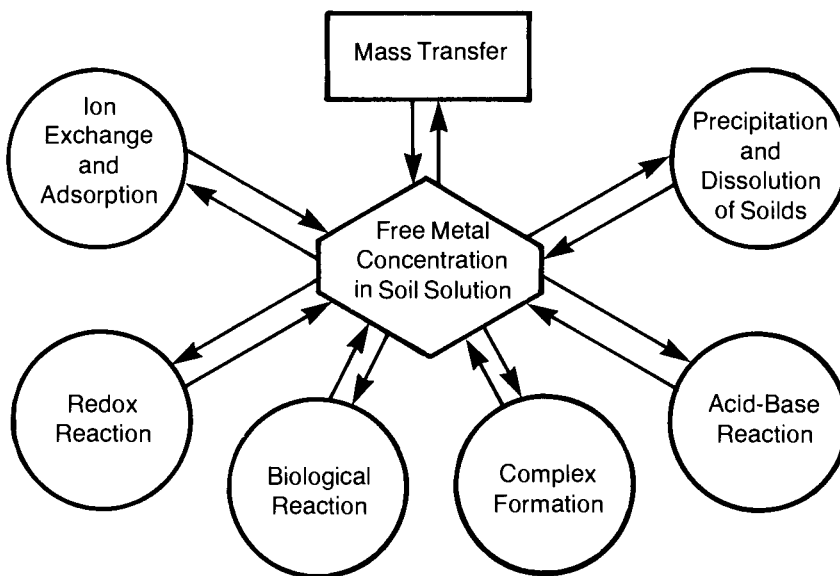 Mass Transfer
Ion
Exchange
and
Adsorption
Precipitation
and
Dissolution
of Soilds
Free Metal
Concentration
in Soil Solution
Redox
Reaction
Biological
Reaction
Complex
Formation
Acid-Base
Reaction